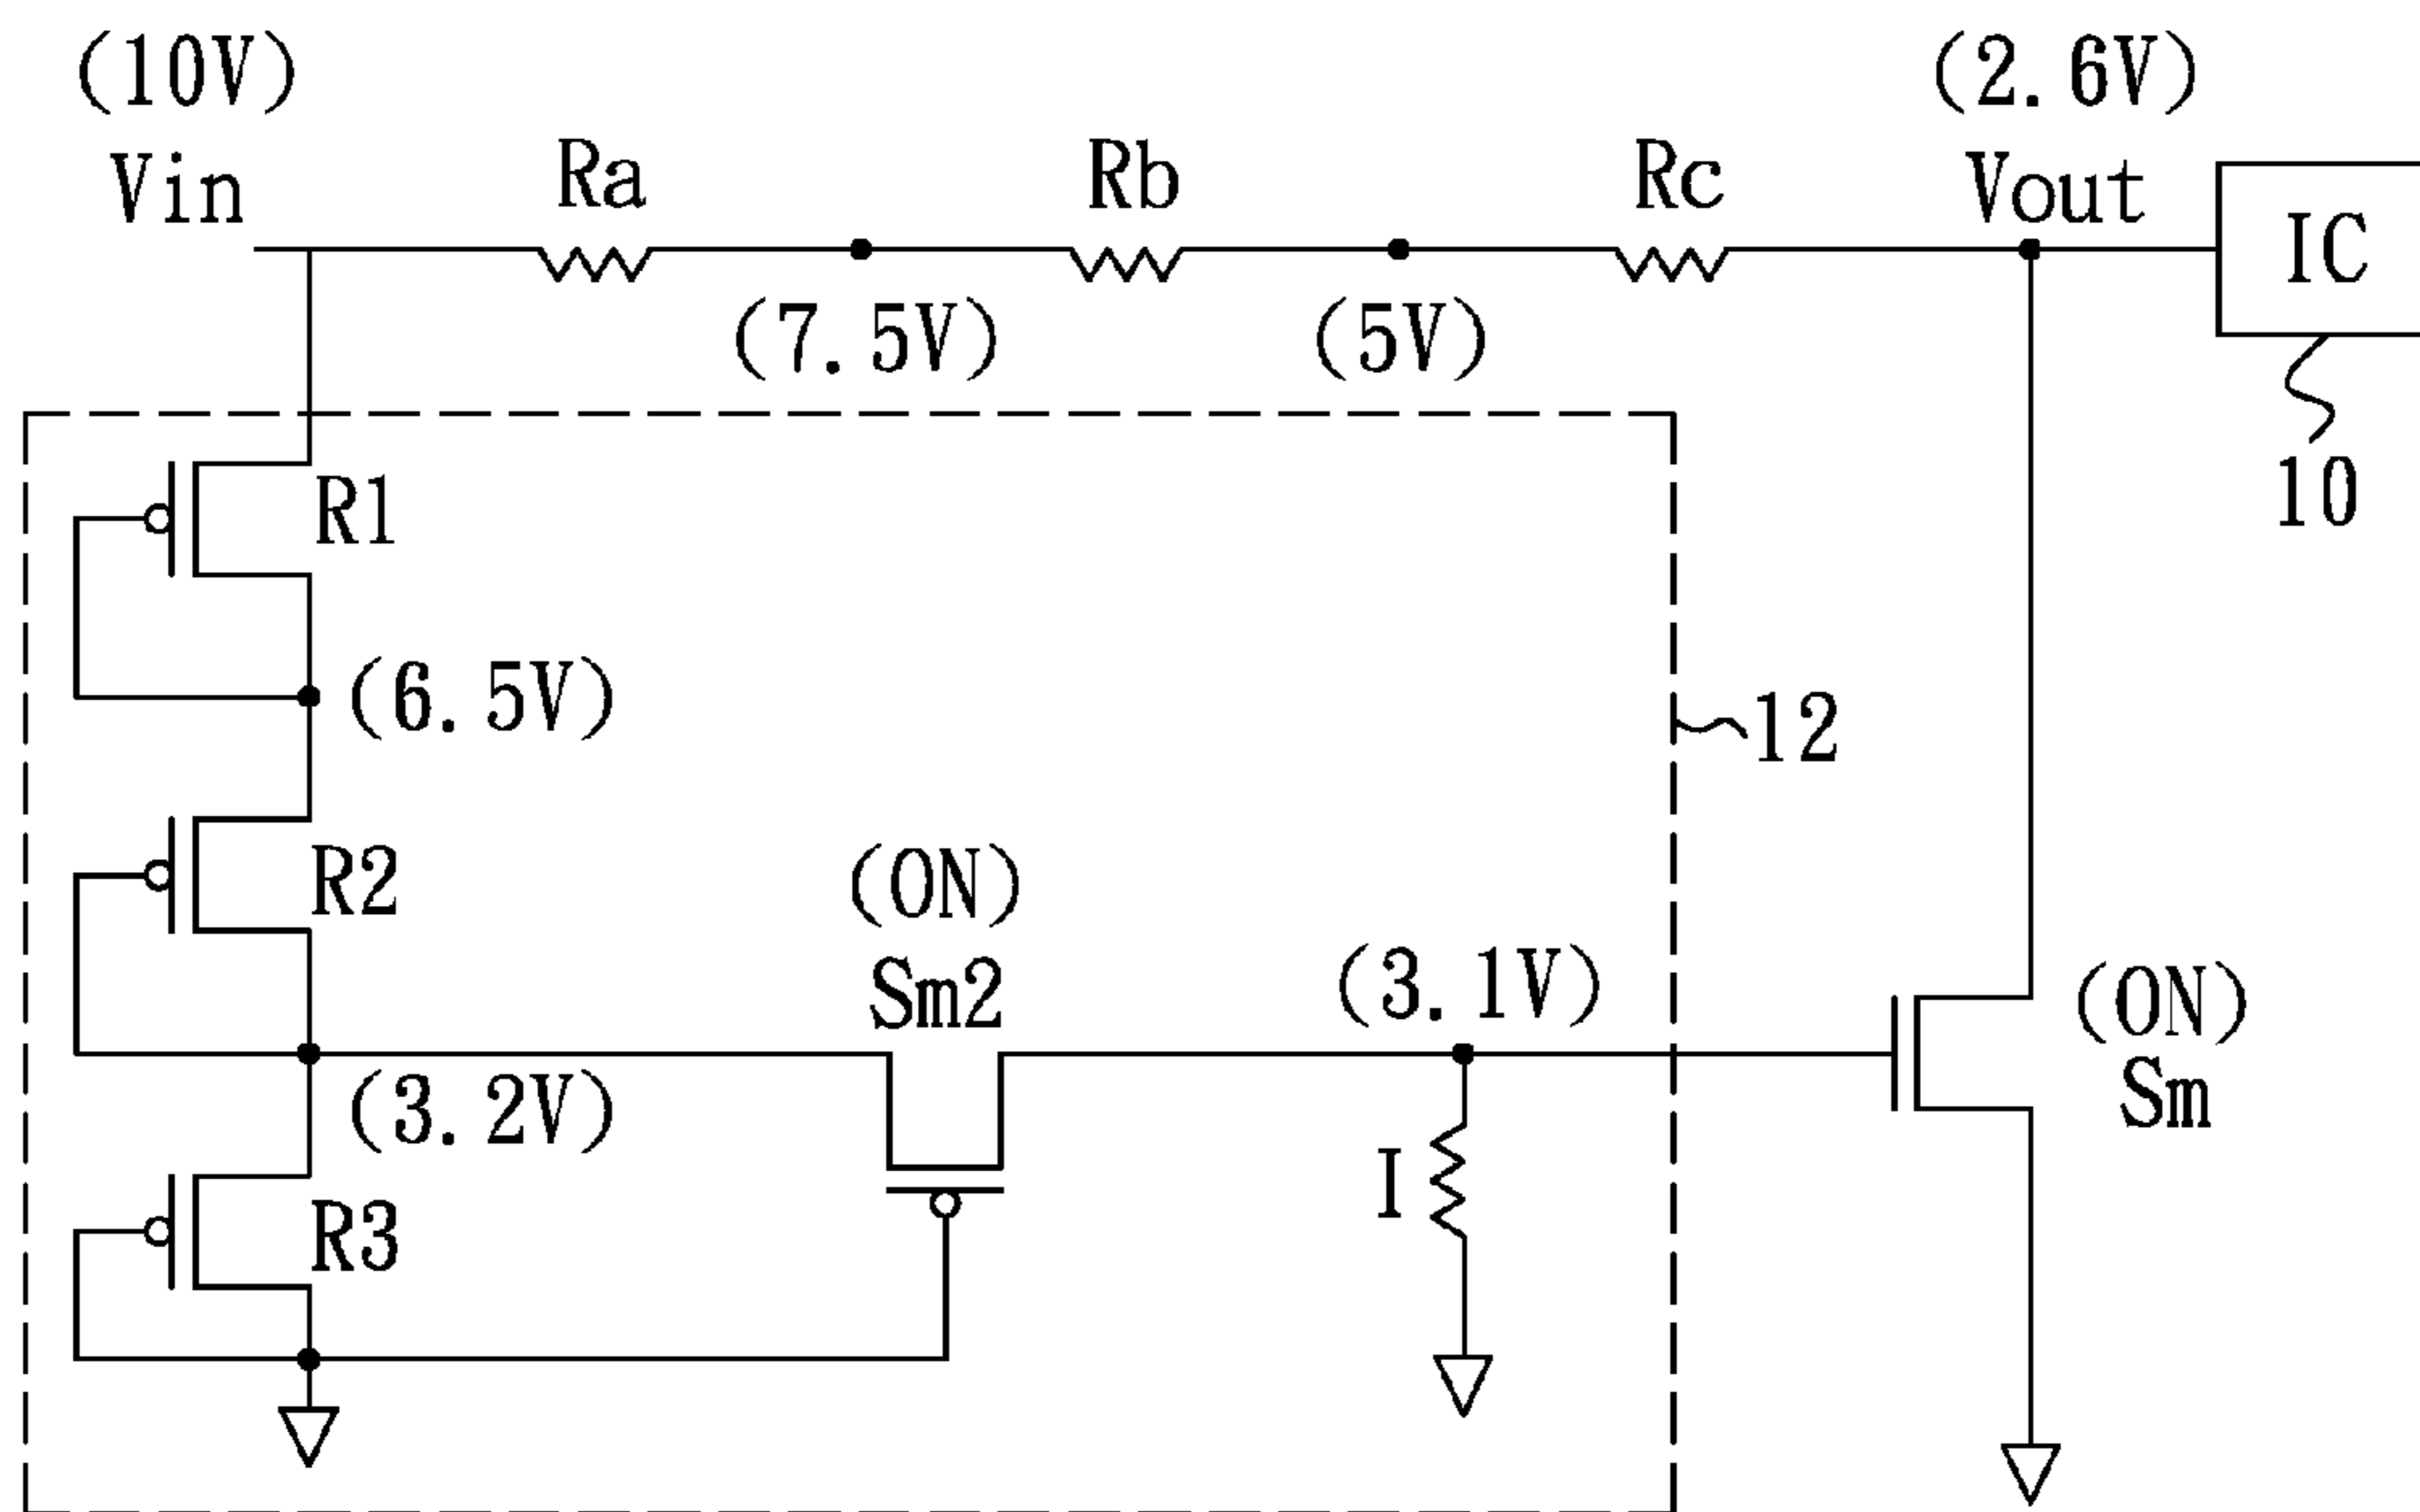 (10V)
Vin
Ra
Rb
Rc
(2.6V)
Vout
IC
(7.5V)
(5V)
10
R1
(6.5V)
12
R2
(ON)
Sm2
(3.1V)
(ON)
Sm
(3.2V)
I
R3